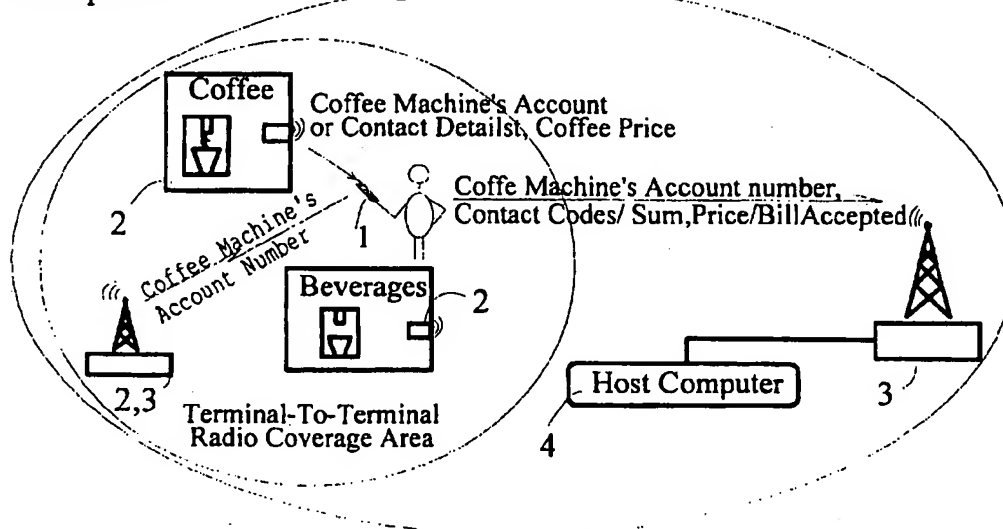 Coffee
Coffee Machine's Account
or Contact Detailst, Coffee Price
2
1
Coffe Machine's Account number,
Contact Codes/ Sum,Price/BillAccepted
Coffee Machine's
Account Number
Beverages
2
2,3
Terminal-To-Terminal
Radio Coverage Area
Host Computer
4
3